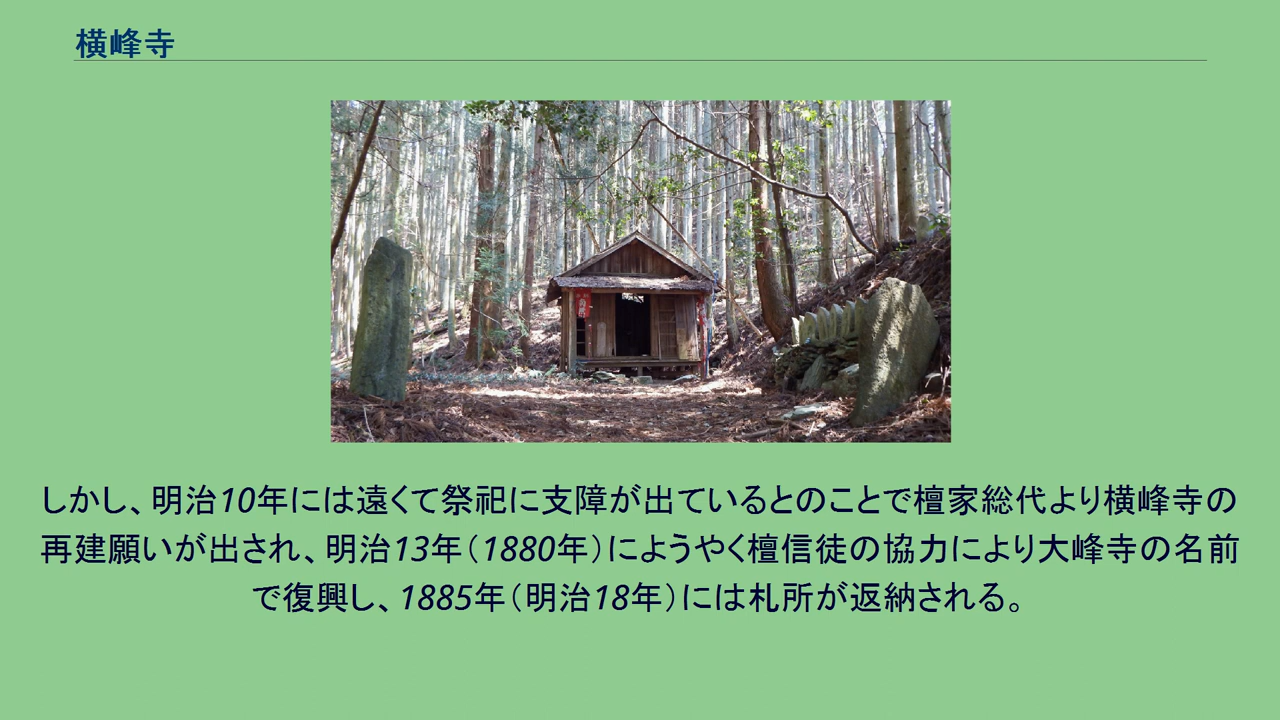 横峰寺
しかし、明治10年には遠くて祭祀に支障が出ているとのことで檀家総代より横峰寺の
再建願いが出され、明治13年（1880年）にようやく檀信徒の協力により大峰寺の名前
で復興し、1885年（明治18年）には札所が返納される。